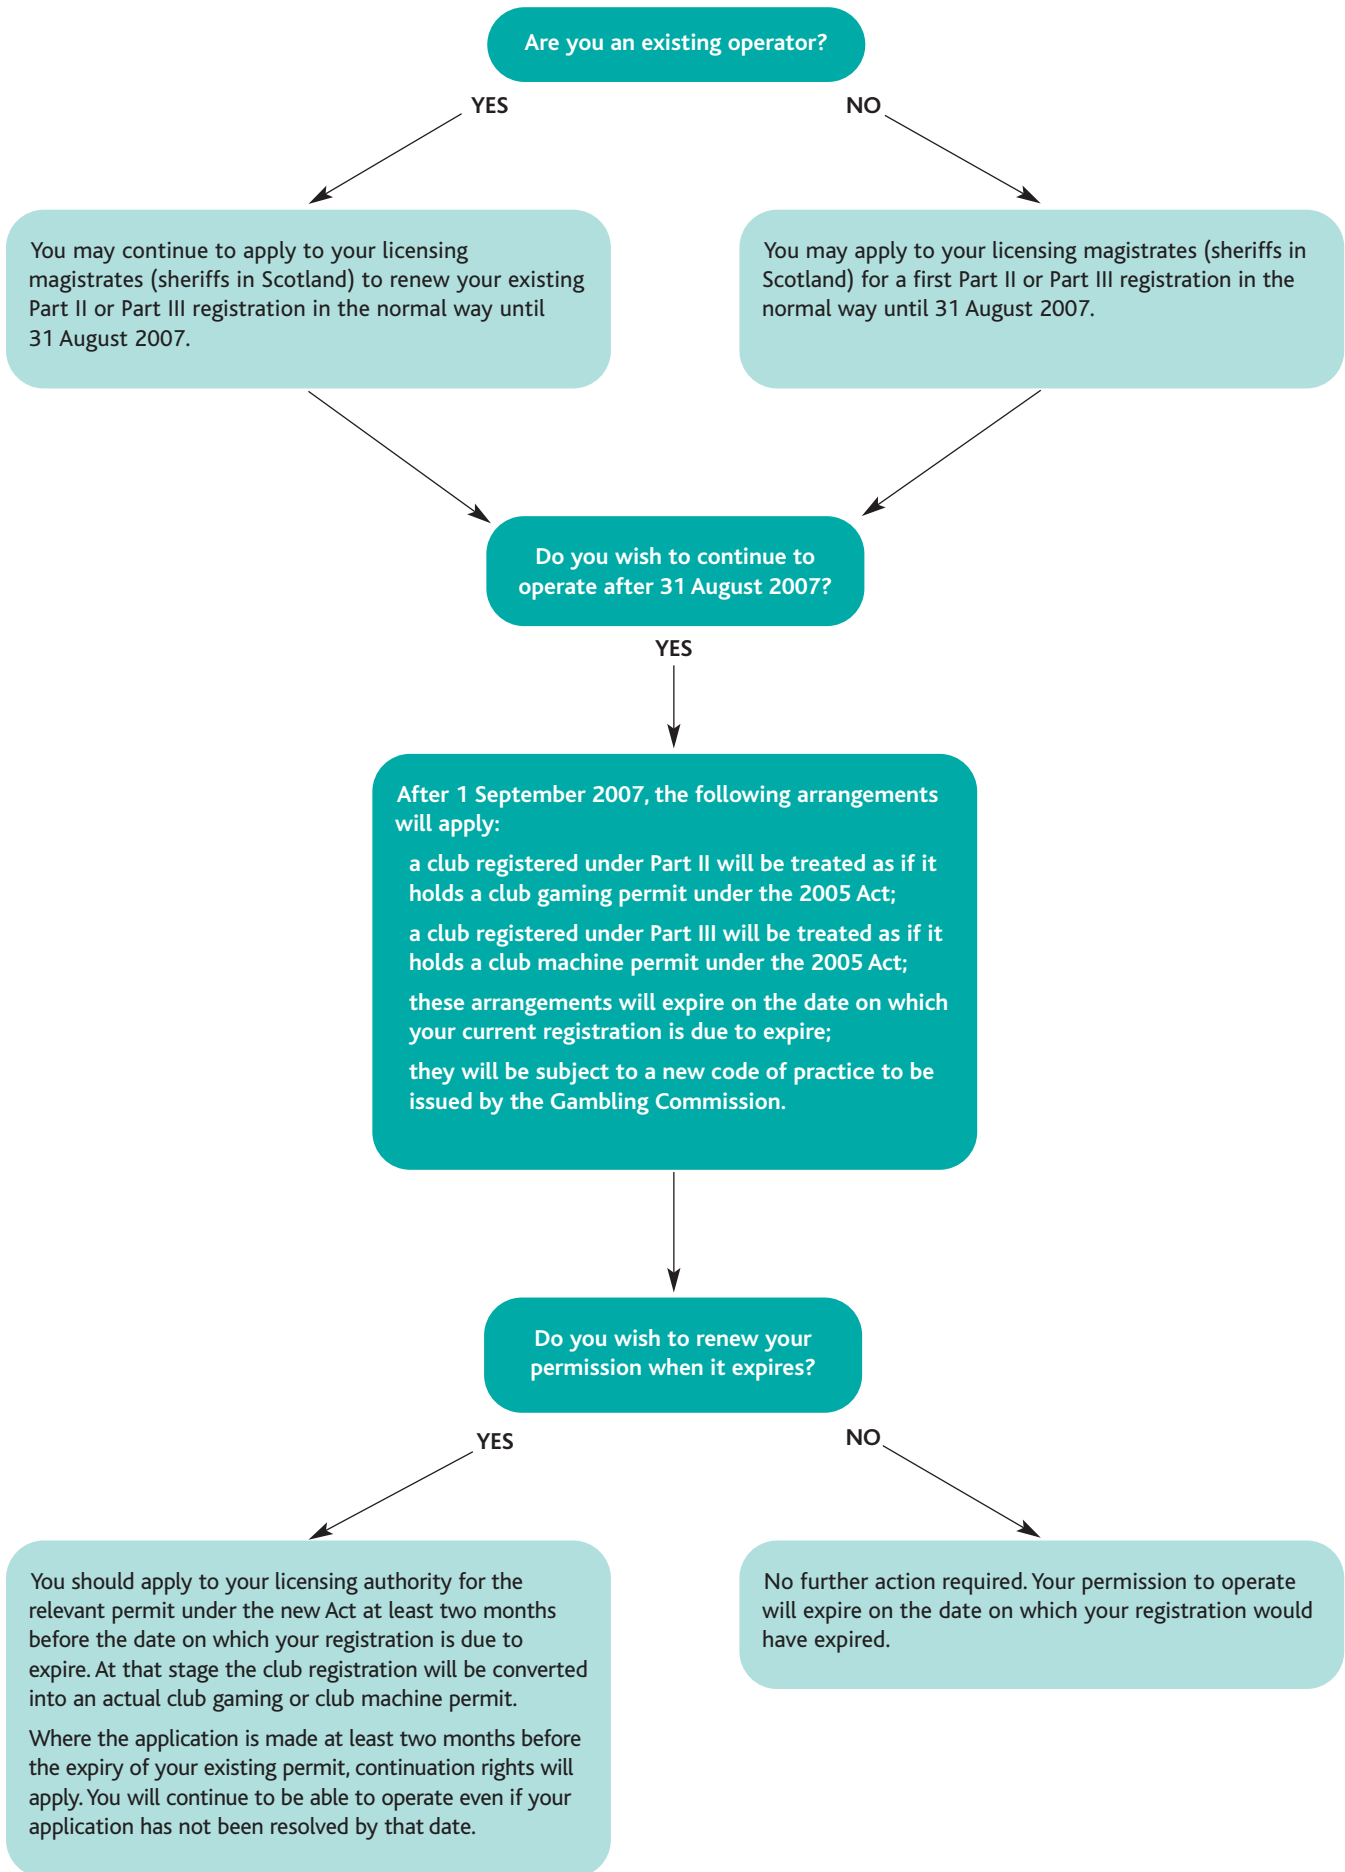 Are you an existing operator?
YES
NO
You may continue to apply to your licensing
magistrates (sheriffs in Scotland) to renew your existing
Part II or Part III registration in the normal way until
31 August 2007.
You may apply to your licensing magistrates (sheriffs in
Scotland) for a first Part II or Part III registration in the
normal way until 31 August 2007.
Do you wish to continue to
operate after 31 August 2007?
YES
After 1 September 2007, the following arrangements
will apply:
a club registered under Part II will be treated as if it
holds a club gaming permit under the 2005 Act;
a club registered under Part III will be treated as if it
holds a club machine permit under the 2005 Act;
these arrangements will expire on the date on which
your current registration is due to expire;
they will be subject to a new code of practice to be
issued by the Gambling Commission.
Do you wish to renew your
permission when it expires?
YES
NO
You should apply to your licensing authority for the
relevant permit under the new Act at least two months
before the date on which your registration is due to
expire. At that stage the club registration will be converted
into an actual club gaming or club machine permit.
Where the application is made at least two months before
the expiry of your existing permit, continuation rights will
apply. You will continue to be able to operate even if your
application has not been resolved by that date.
No further action required. Your permission to operate
will expire on the date on which your registration would
have expired.